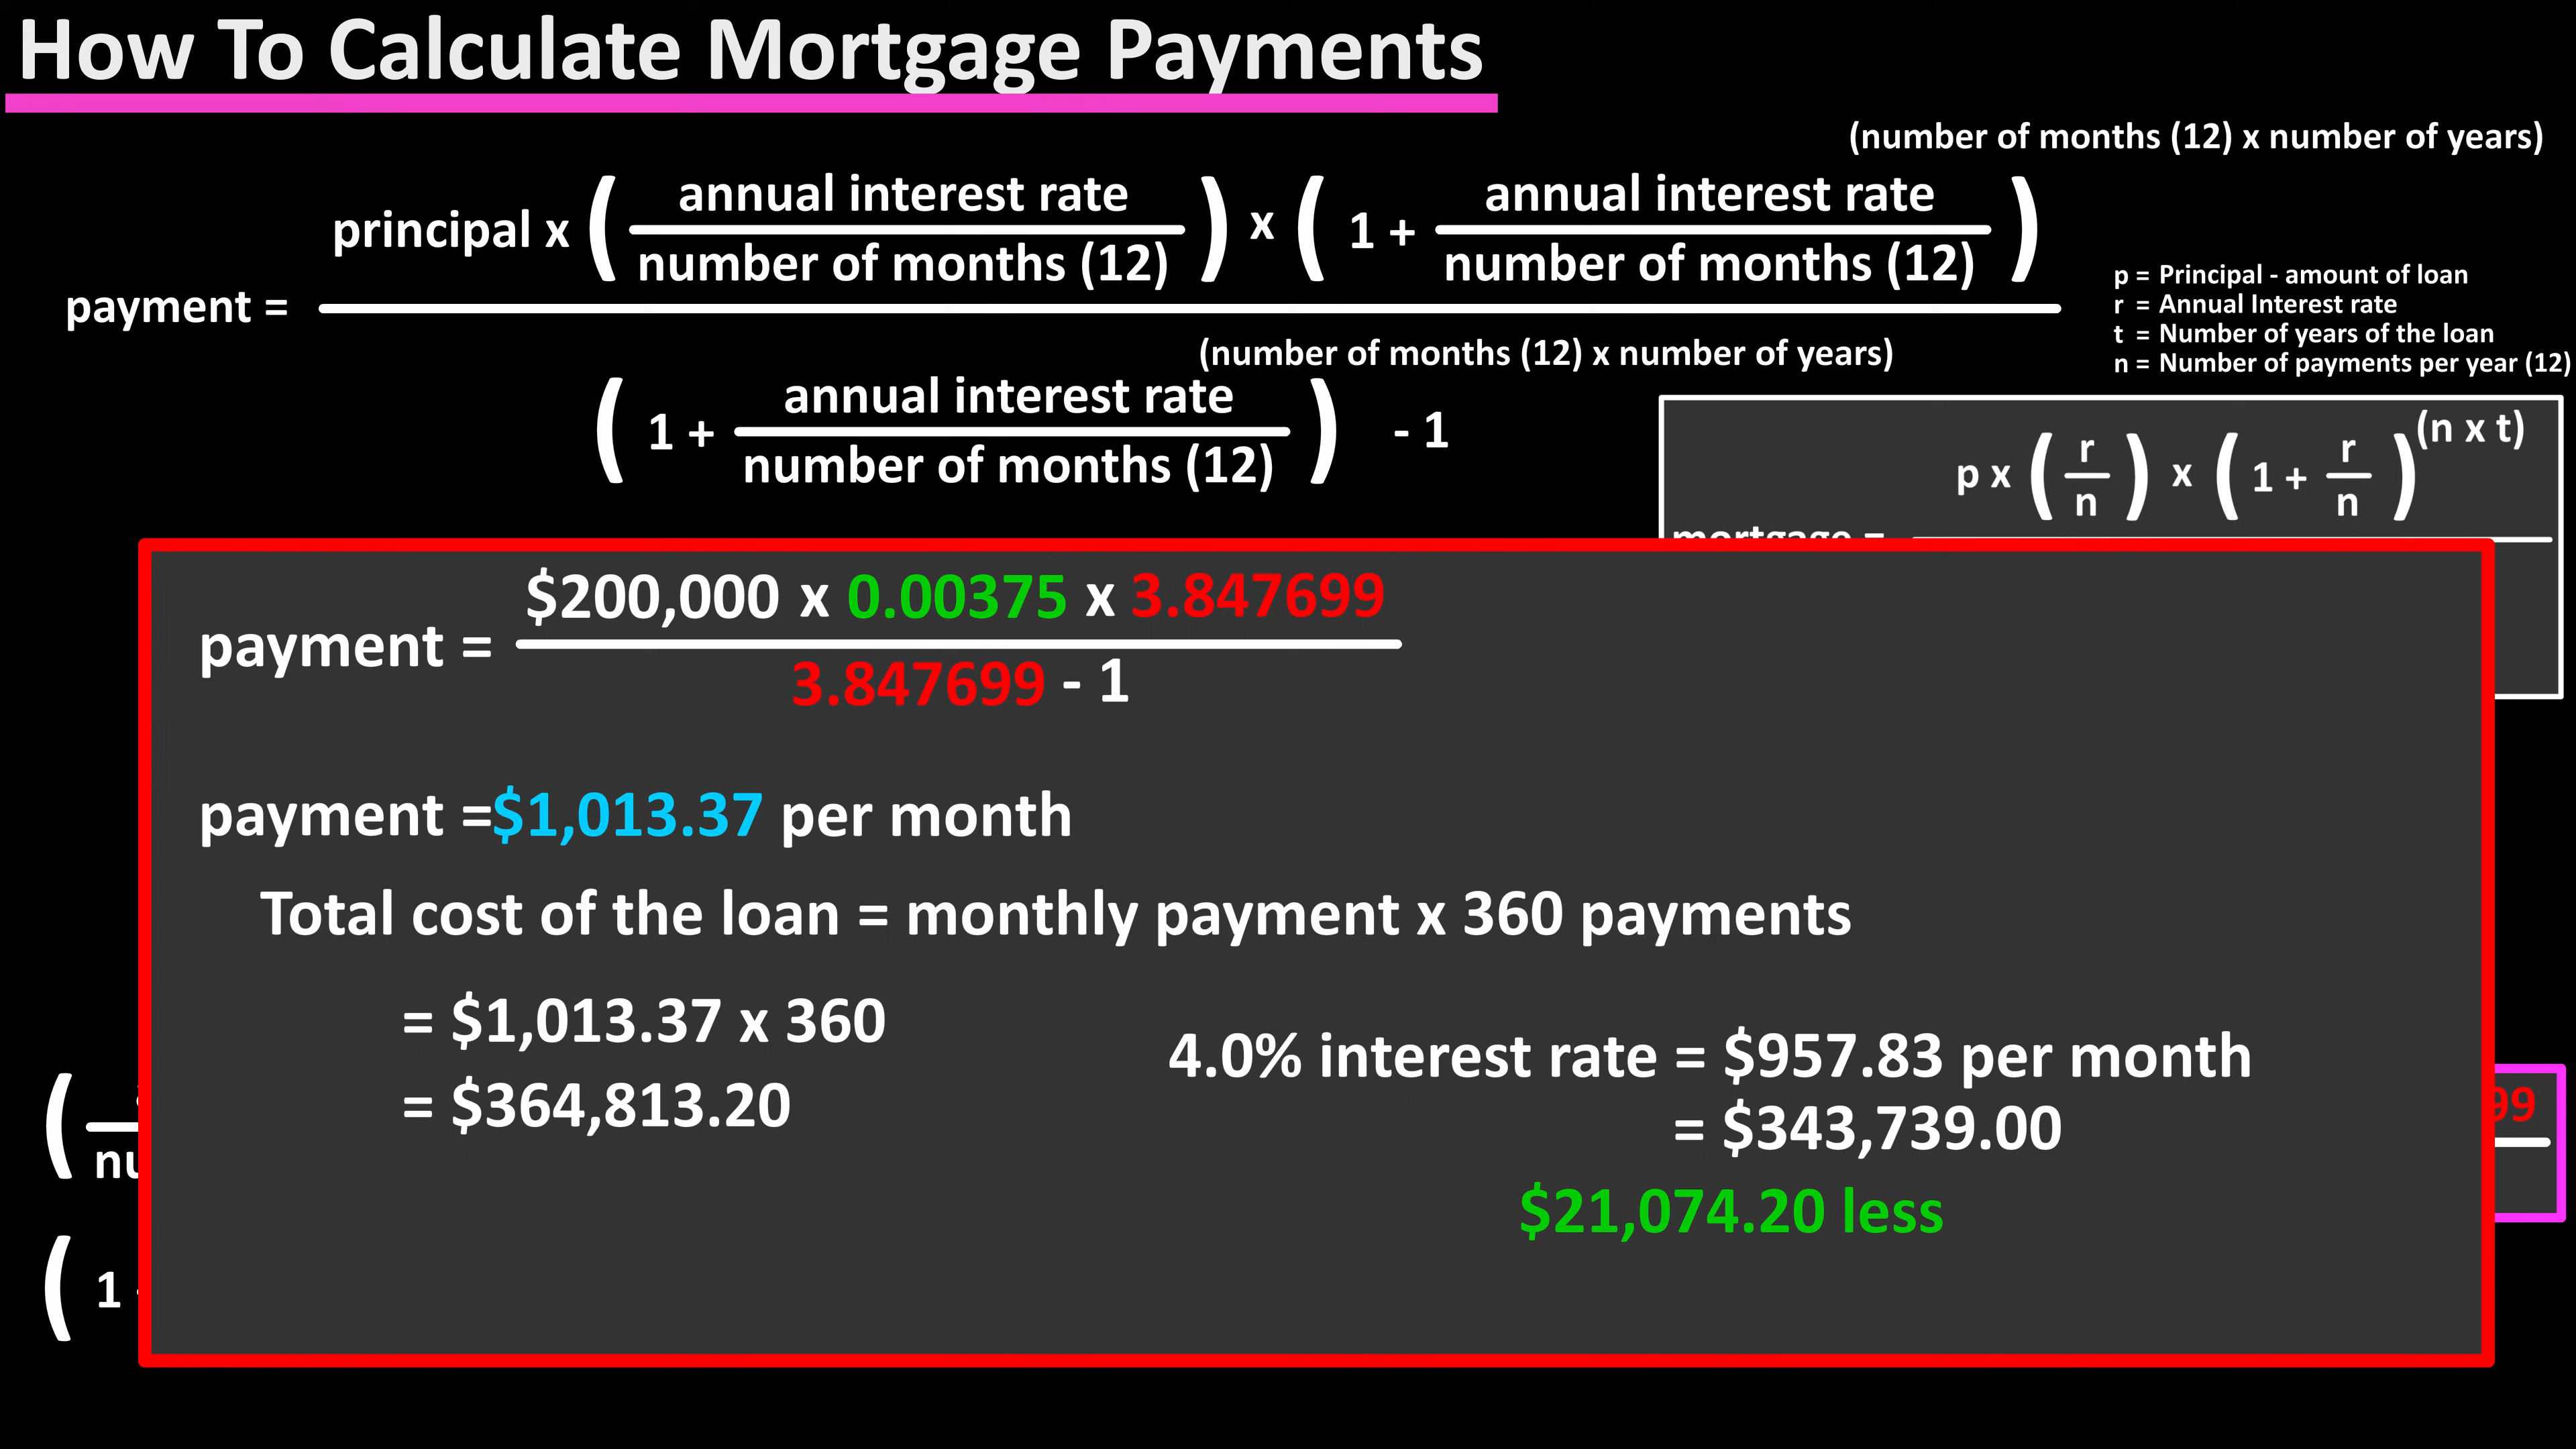 How To Calculate Mortgage Payments
(number of months (12) x number of years)
principal x ( annual interest rate / number of months (12) ) x ( 1 + annual interest rate / number of months (12) )
payment =
(number of months (12) x number of years)
( 1 + annual interest rate / number of months (12) ) - 1
p = Principal - amount of loan
r = Annual Interest rate
t = Number of years of the loan
n = Number of payments per year (12)
(n x t)
p x ( r / n ) x ( 1 + r / n )
mortgage =
$200,000 x 0.00375 x 3.847699
payment =
3.847699 - 1
payment =$1,013.37 per month
Total cost of the loan = monthly payment x 360 payments
= $1,013.37 x 360
= $364,813.20
4.0% interest rate = $957.83 per month
= $343,739.00
$21,074.20 less
( nu
99
( 1